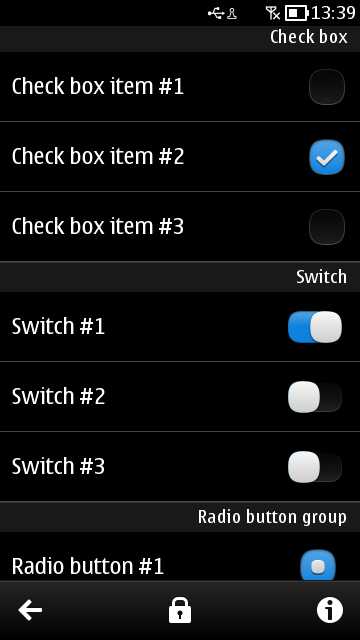 13:39
Check box
Check box item #1
Check box item #2
Check box item #3
Switch
Switch #1
Switch #2
Switch #3
Radio button group
Radio button #1